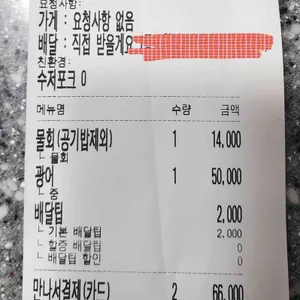 요청사항:
가게 : 요청사항 없음
배달 : 직접 받을게요
친환경:
수저포크 O
메뉴명 수량 금액
물회(공기밥제외) 1 14,000
└ 물회
광어 1 50,000
└ 중
배달팁 2,000
└ 기본 배달팁 2,000
└ 할증 배달팁 0
└ 배달팁 할인 0
만나서결제(카드) 2 66,000